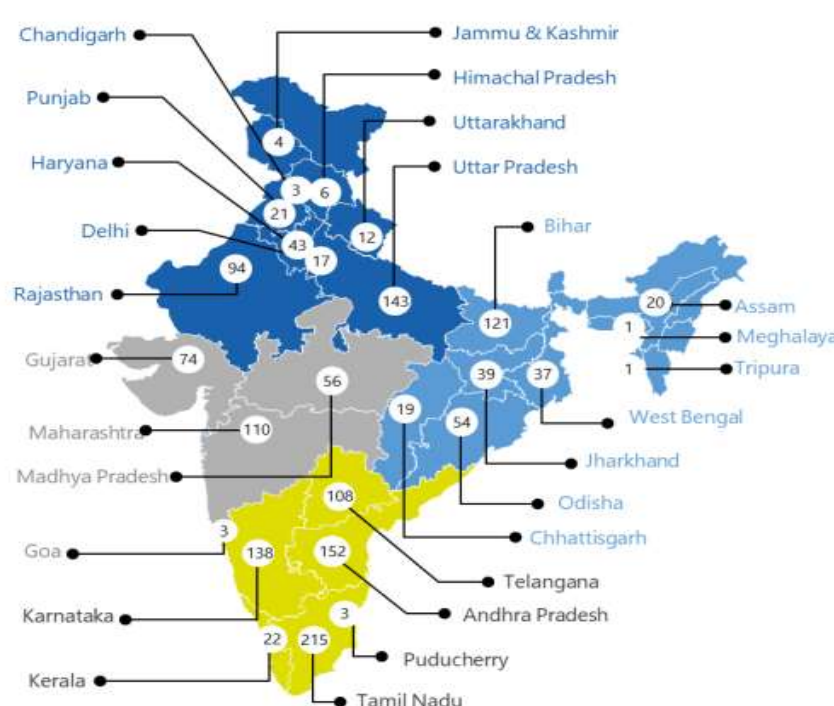 Chandigarh
Jammu & Kashmir
Himachal Pradesh
Punjab
Uttarakhand
4
Haryana
Uttar Pradesh
3
6
21
Delhi
Bihar
12
43
17
94
Rajasthan
143
20
Assam
121
1
Meghalaya
Gujarat
74
1
Tripura
56
39
37
19
West Bengal
54
Maharashtra
110
Jharkhand
Madhya Pradesh
108
Odisha
3
Chhattisgarh
Goa
138
152
Telangana
Karnataka
3
Andhra Pradesh
22
215
Puducherry
Kerala
Tamil Nadu